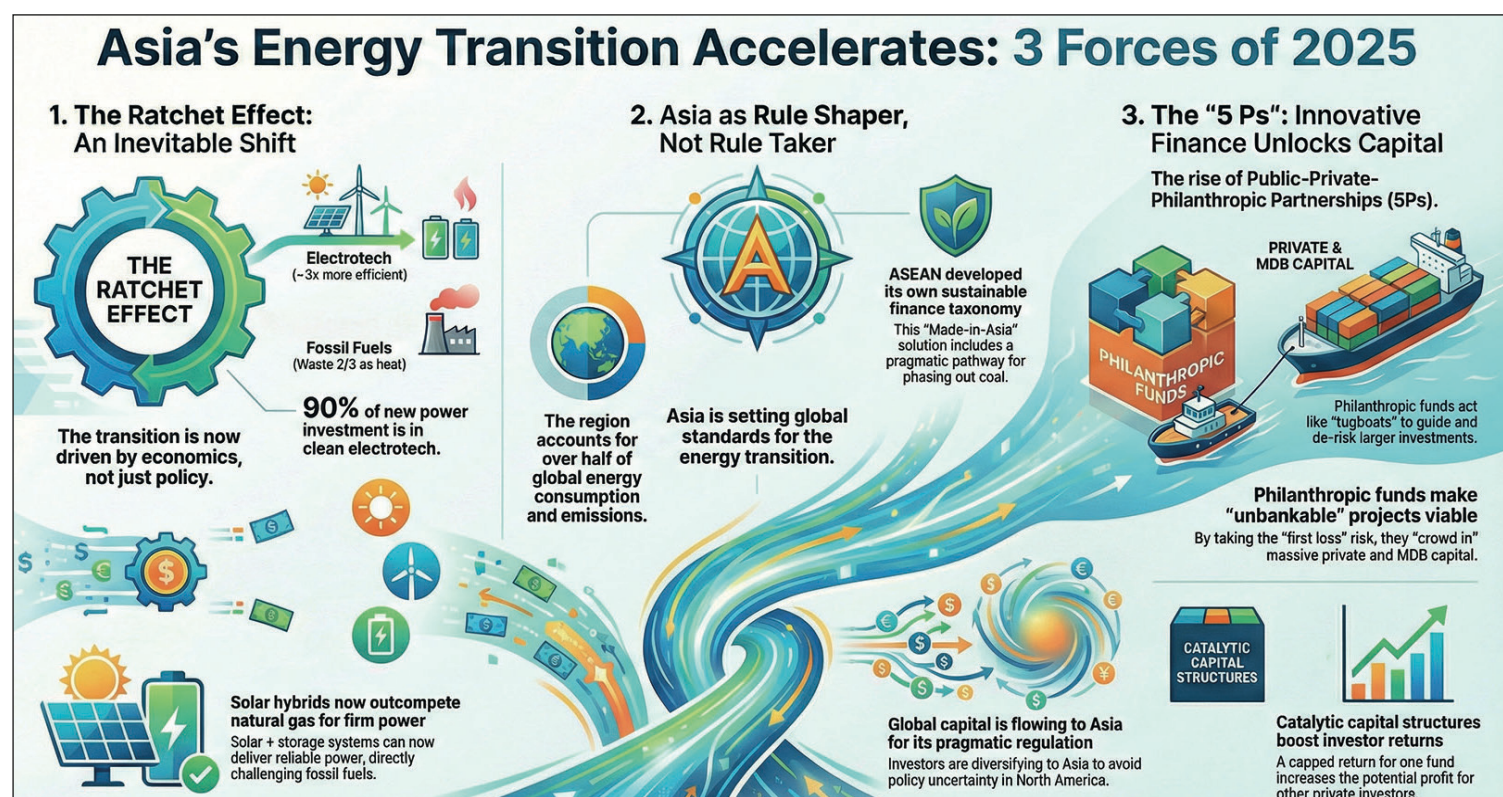 Asia's Energy Transition Accelerates: 3 Forces of 2025
1. The Ratchet Effect:
An Inevitable Shift
THE
RATCHET
EFFECT
Electrotech
(~3x more efficient)
Fossil Fuels
(Waste 2/3 as heat)
90% of new power
investment is in
clean electrotech.
The transition is now
driven by economics,
not just policy.
$
$
€
$
€
$
$
$
$
$
Solar hybrids now outcompete
natural gas for firm power
Solar + storage systems can now
deliver reliable power, directly
challenging fossil fuels.
2. Asia as Rule Shaper,
Not Rule Taker
A
ASEAN developed
its own sustainable
finance taxonomy
This "Made-in-Asia"
solution includes a
pragmatic pathway for
phasing out coal.
The region
accounts for
over half of
global energy
consumption
and emissions.
Asia is setting global
standards for the
energy transition.
€
$
$
$
$
$
$
$
€
€
¥
$
Global capital is flowing to Asia
for its pragmatic regulation
Investors are diversifying to Asia to avoid
policy uncertainty in North America.
3. The "5 Ps": Innovative
Finance Unlocks Capital
The rise of Public-Private-
Philanthropic Partnerships (5Ps).
PRIVATE &
MDB CAPITAL
PHILANTHROPIC
FUNDS
Philanthropic funds act
like "tugboats" to guide and
de-risk larger investments.
Philanthropic funds make
"unbankable" projects viable
By taking the "first loss" risk, they "crowd in"
massive private and MDB capital.
CATALYTIC
CAPITAL
STRUCTURES
Catalytic capital structures
boost investor returns
A capped return for one fund
increases the potential profit for
other private investors.